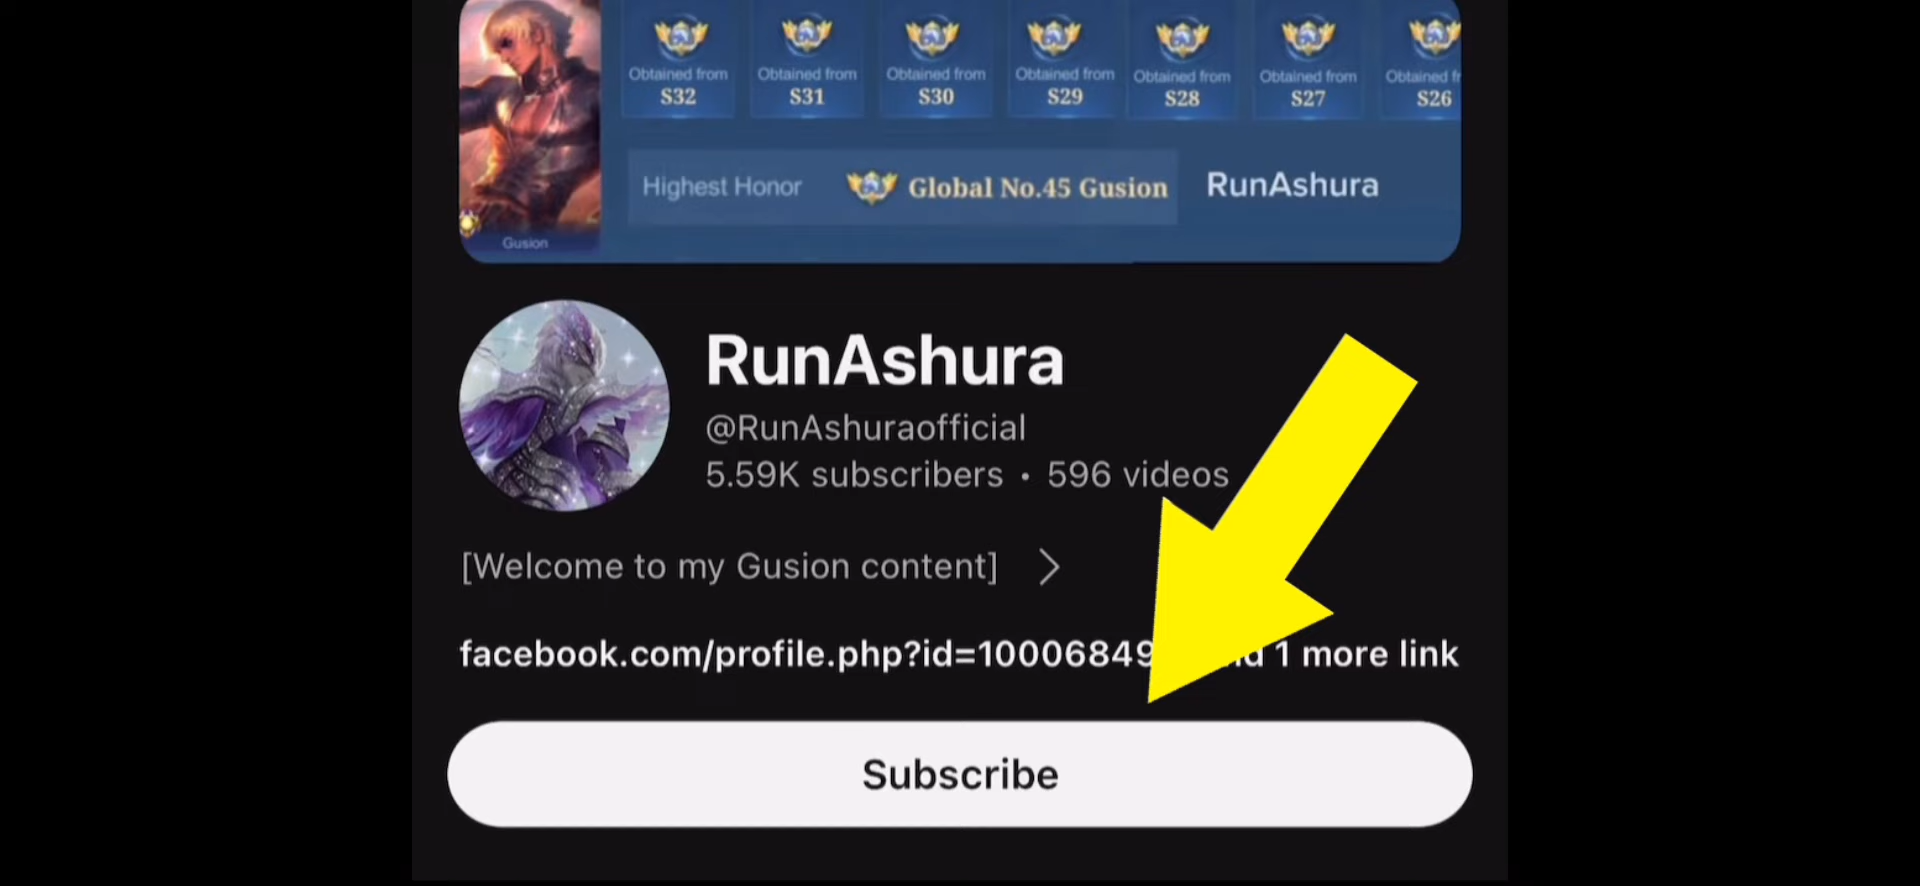 Obtained from Obtained from Obtained from Obtained from Obtained from Obtained from Obtained
S32 S31 S30 S29 S28 S27 S26
Highest Honor Global No.45 Gusion RunAshura
Gusion
RunAshura
@RunAshuraofficial
5.59K subscribers • 596 videos
[Welcome to my Gusion content] >
facebook.com/profile.php?id=10006849 1 more link
Subscribe